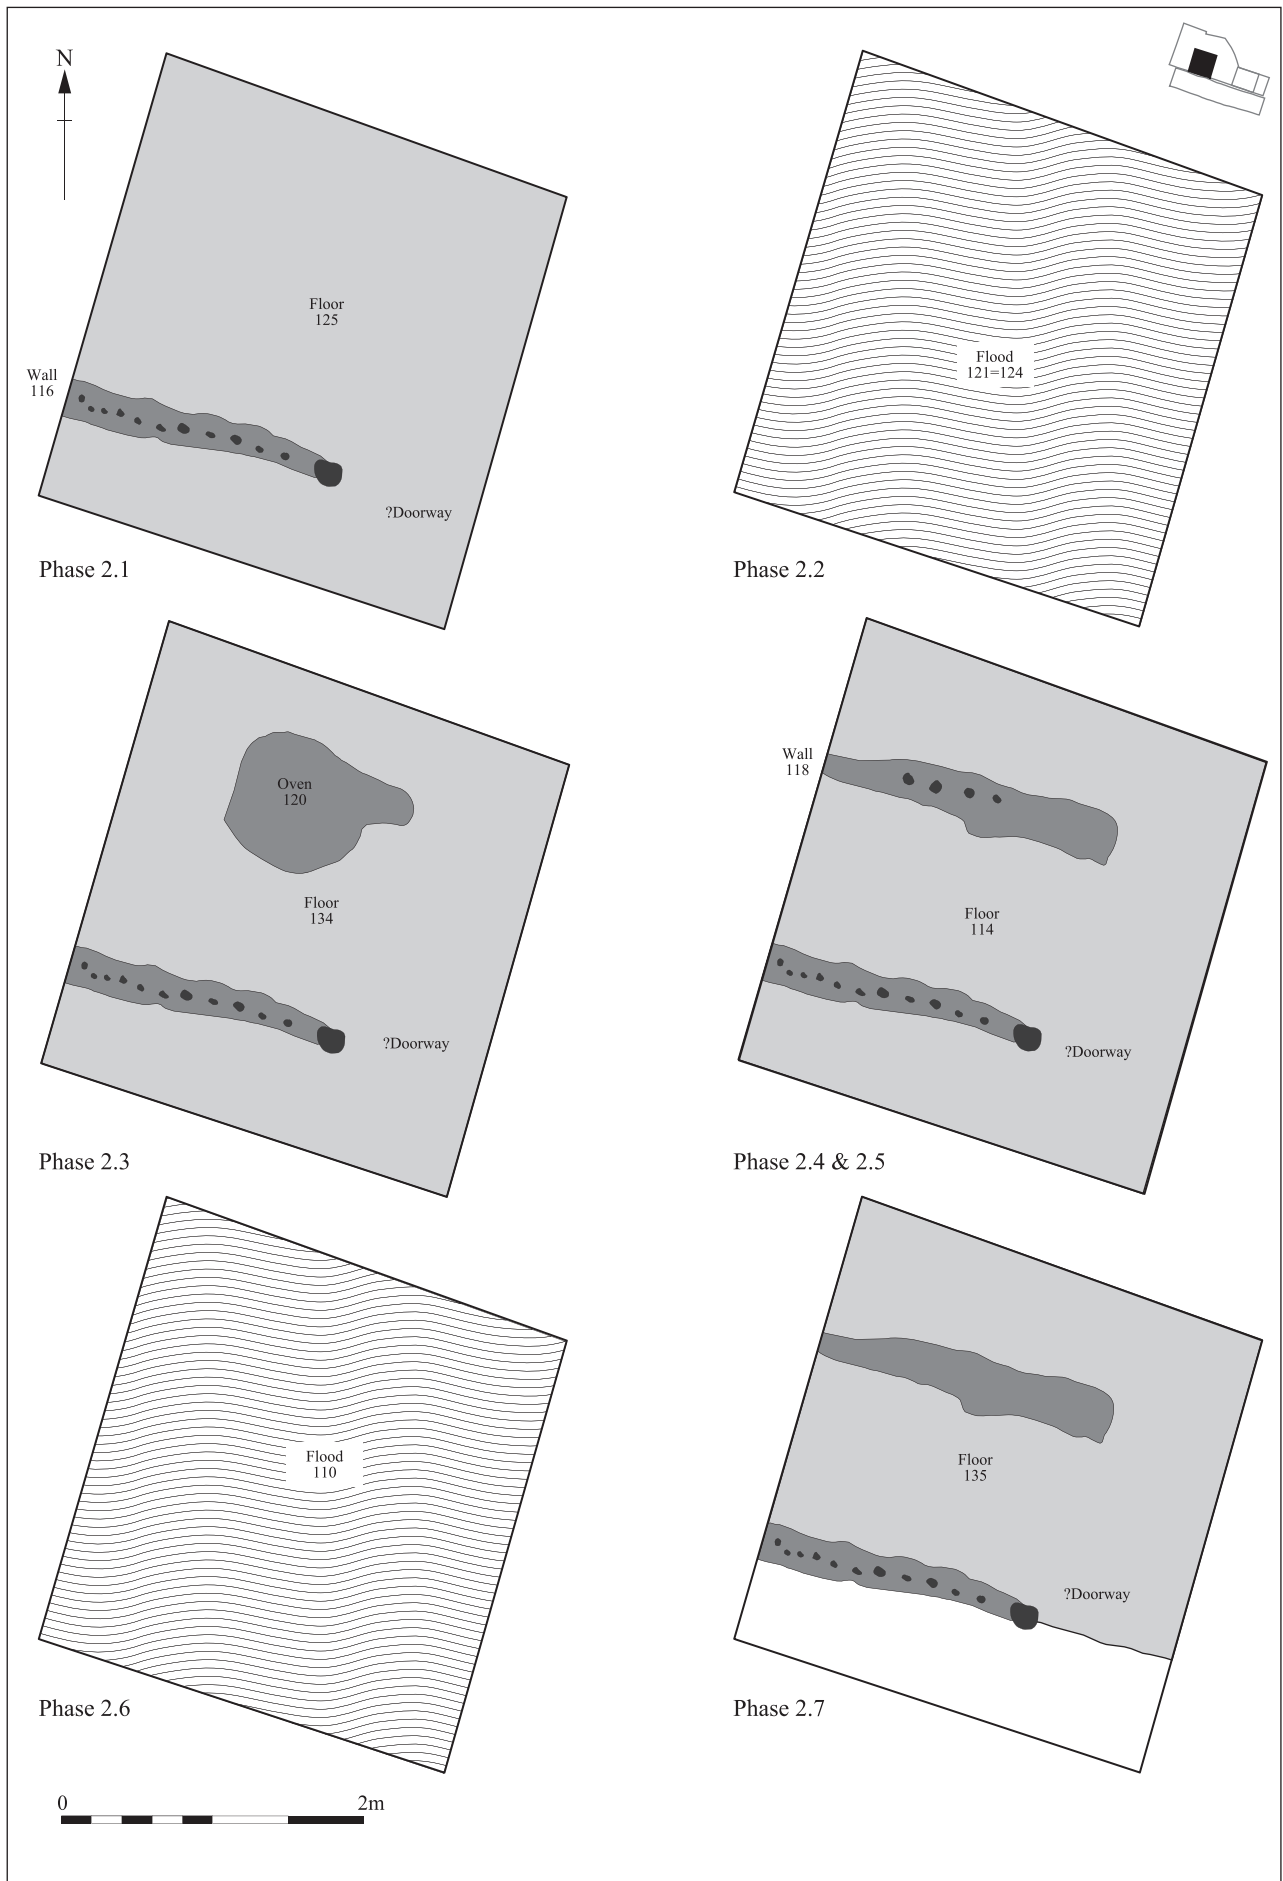 N
Floor
125
Wall
116
?Doorway
Phase 2.1
Flood
121=124
Phase 2.2
Oven
120
Floor
134
?Doorway
Phase 2.3
Wall
118
Floor
114
?Doorway
Phase 2.4 & 2.5
Flood
110
Phase 2.6
Floor
135
?Doorway
Phase 2.7
0 2m